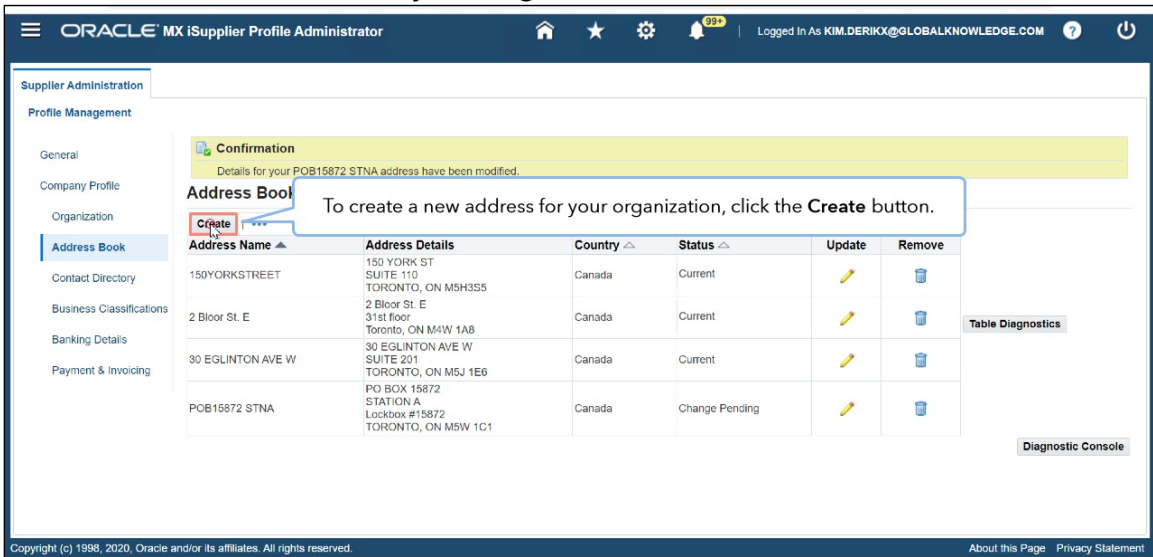 ORACLE MX iSupplier Profile Administrator
99+
Logged In As KIM.DERIKX@GLOBALKNOWLEDGE.COM
?
Supplier Administration
Profile Management
General
Company Profile
Organization
Address Book
Contact Directory
Business Classifications
Banking Details
Payment & Invoicing
Confirmation
Details for your POB15872 STNA address have been modified.
Address Book
To create a new address for your organization, click the Create button.
Create | •••
Address Name Address Details Country Status Update Remove
150YORKSTREET
150 YORK ST
SUITE 110
TORONTO, ON M5H3S5
Canada
Current
2 Bloor St. E
2 Bloor St. E
31st floor
Toronto, ON M4W 1A8
Canada
Current
30 EGLINTON AVE W
30 EGLINTON AVE W
SUITE 201
TORONTO, ON M5J 1E6
Canada
Current
POB15872 STNA
PO BOX 15872
STATION A
Lockbox #15872
TORONTO, ON M5W 1C1
Canada
Change Pending
Table Diagnostics
Diagnostic Console
Copyright (c) 1998, 2020, Oracle and/or its affiliates. All rights reserved.
About this Page Privacy Statement